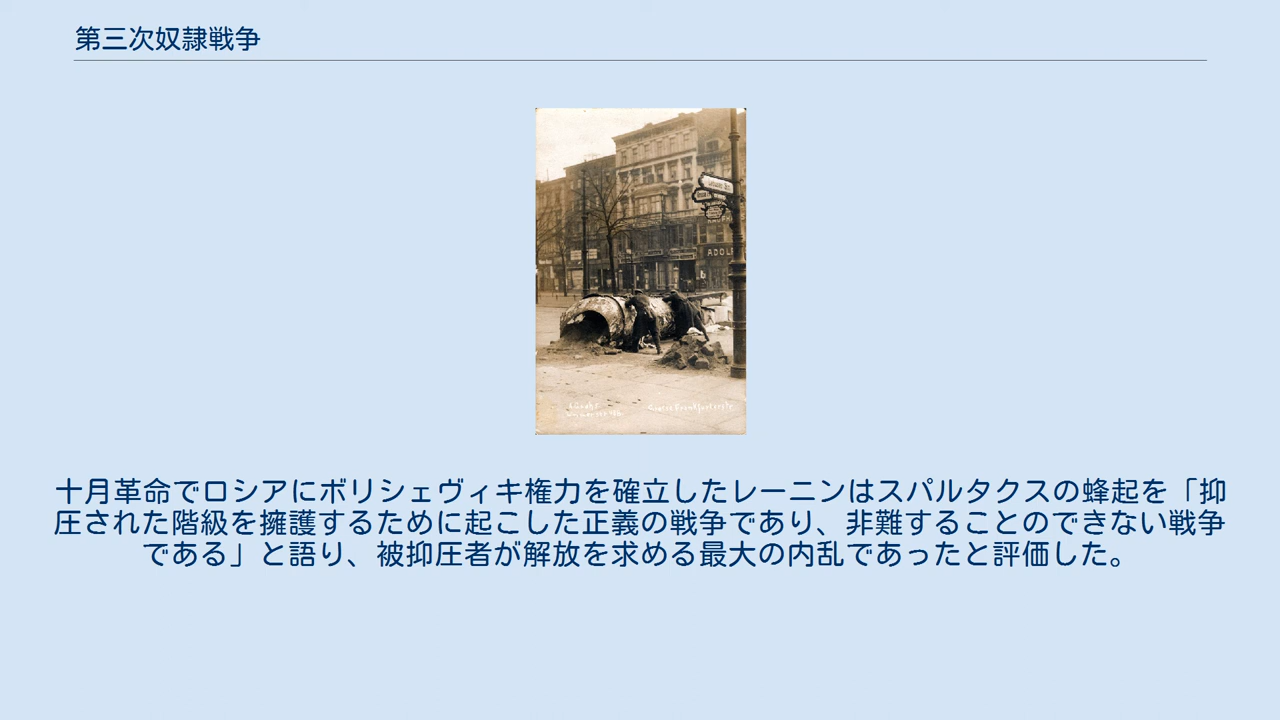 第三次奴隷戦争
ADOL
十月革命でロシアにボリシェヴィキ権力を確立したレーニンはスパルタクスの蜂起を「抑
圧された階級を擁護するために起こした正義の戦争であり、非難することのできない戦争
である」と語り、被抑圧者が解放を求める最大の内乱であったと評価した。